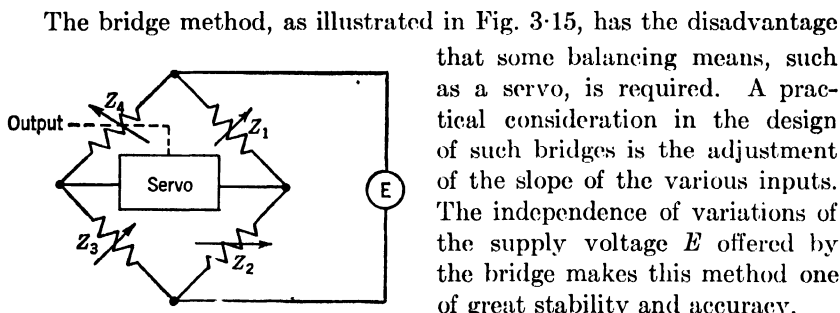 The bridge method, as illustrated in Fig. 3·15, has the disadvantage
that some balancing means, such
as a servo, is required. A prac-
tical consideration in the design
of such bridges is the adjustment
of the slope of the various inputs.
The independence of variations of
the supply voltage E offered by
the bridge makes this method one
of great stability and accuracy.
Z4
Output
Z1
Servo
E
Z3
Z2